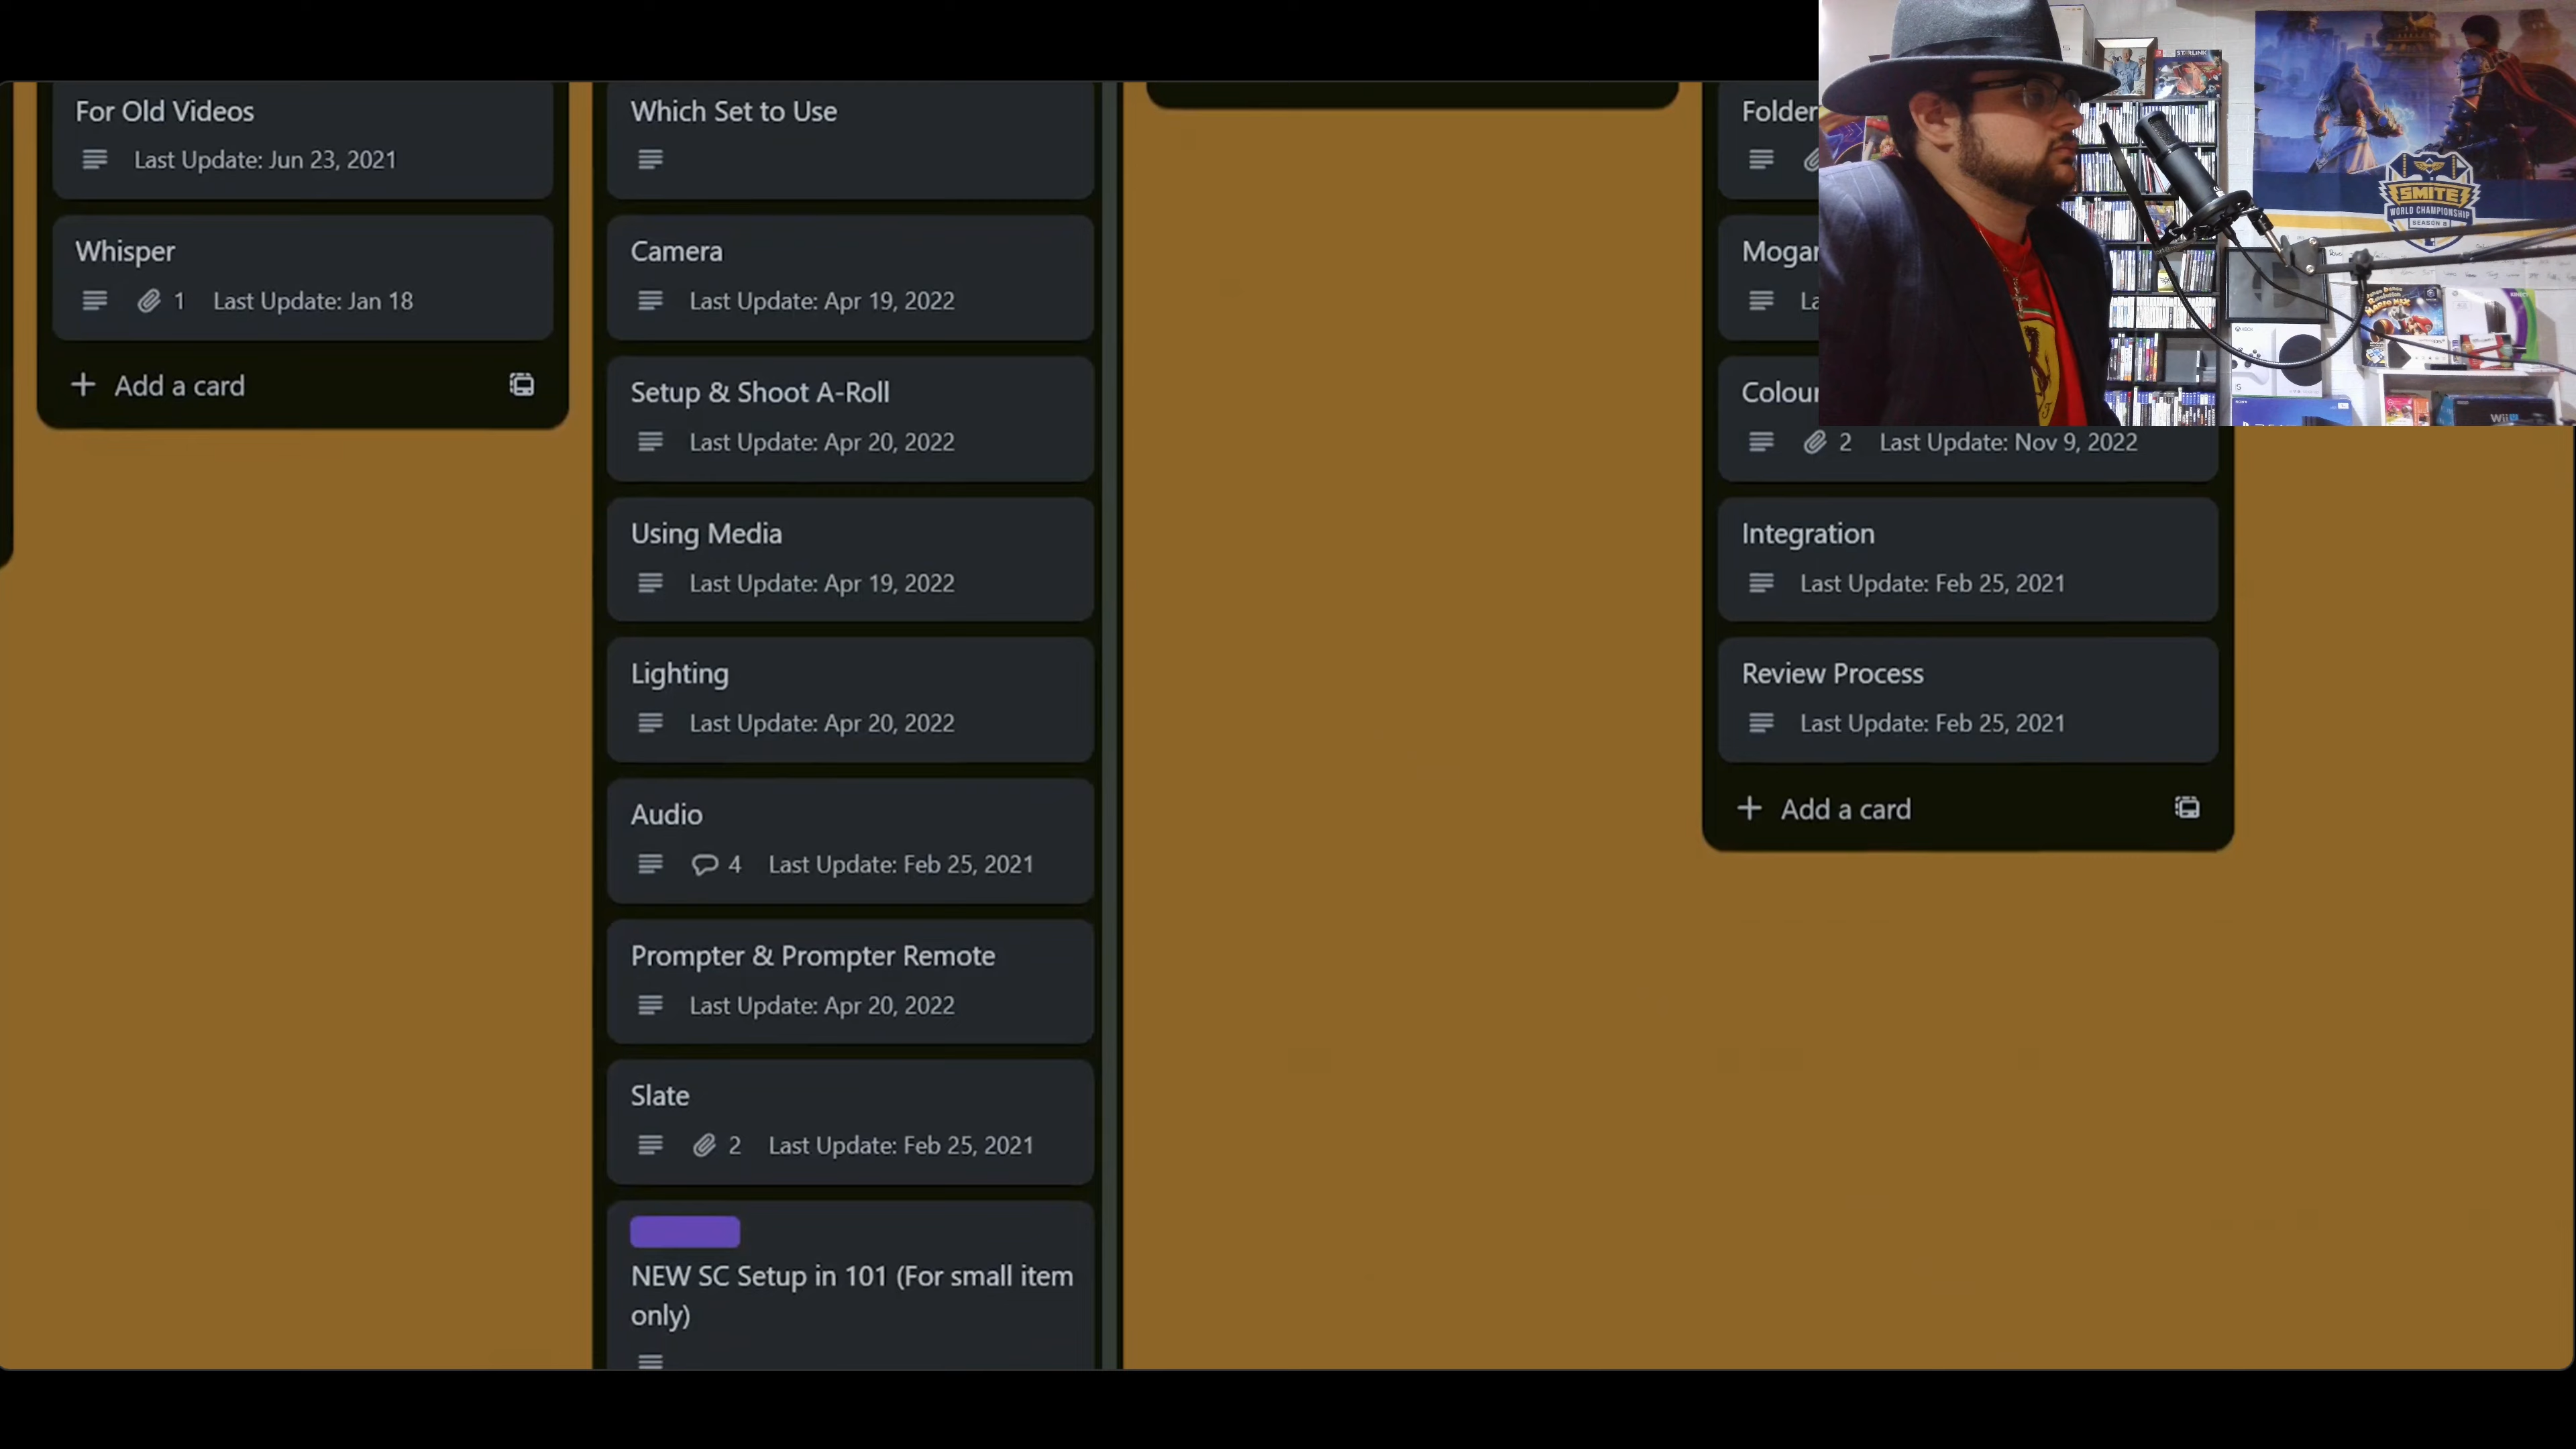 For Old Videos
Last Update: Jun 23, 2021
Whisper
1 Last Update: Jan 18
Add a card
Which Set to Use
Camera
Last Update: Apr 19, 2022
Setup & Shoot A-Roll
Last Update: Apr 20, 2022
Using Media
Last Update: Apr 19, 2022
Lighting
Last Update: Apr 20, 2022
Audio
4 Last Update: Feb 25, 2021
Prompter & Prompter Remote
Last Update: Apr 20, 2022
Slate
2 Last Update: Feb 25, 2021
NEW SC Setup in 101 (For small item
only)
Folder
Mogar
La
Colour
2 Last Update: Nov 9, 2022
Integration
Last Update: Feb 25, 2021
Review Process
Last Update: Feb 25, 2021
Add a card
STARLINK
SMITE
WORLD CHAMPIONSHIP
SEASON 8